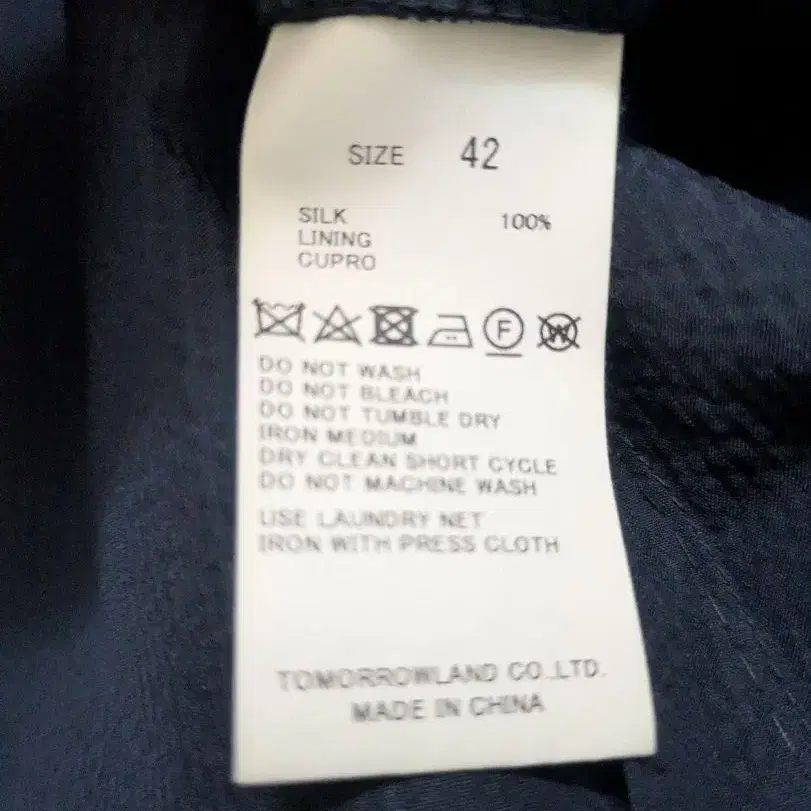 SIZE 42
SILK 100%
LINING
CUPRO
F W
DO NOT WASH
DO NOT BLEACH
DO NOT TUMBLE DRY
IRON MEDIUM
DRY CLEAN SHORT CYCLE
DO NOT MACHINE WASH
USE LAUNDRY NET
IRON WITH PRESS CLOTH
TOMORROWLAND CO.,LTD.
MADE IN CHINA